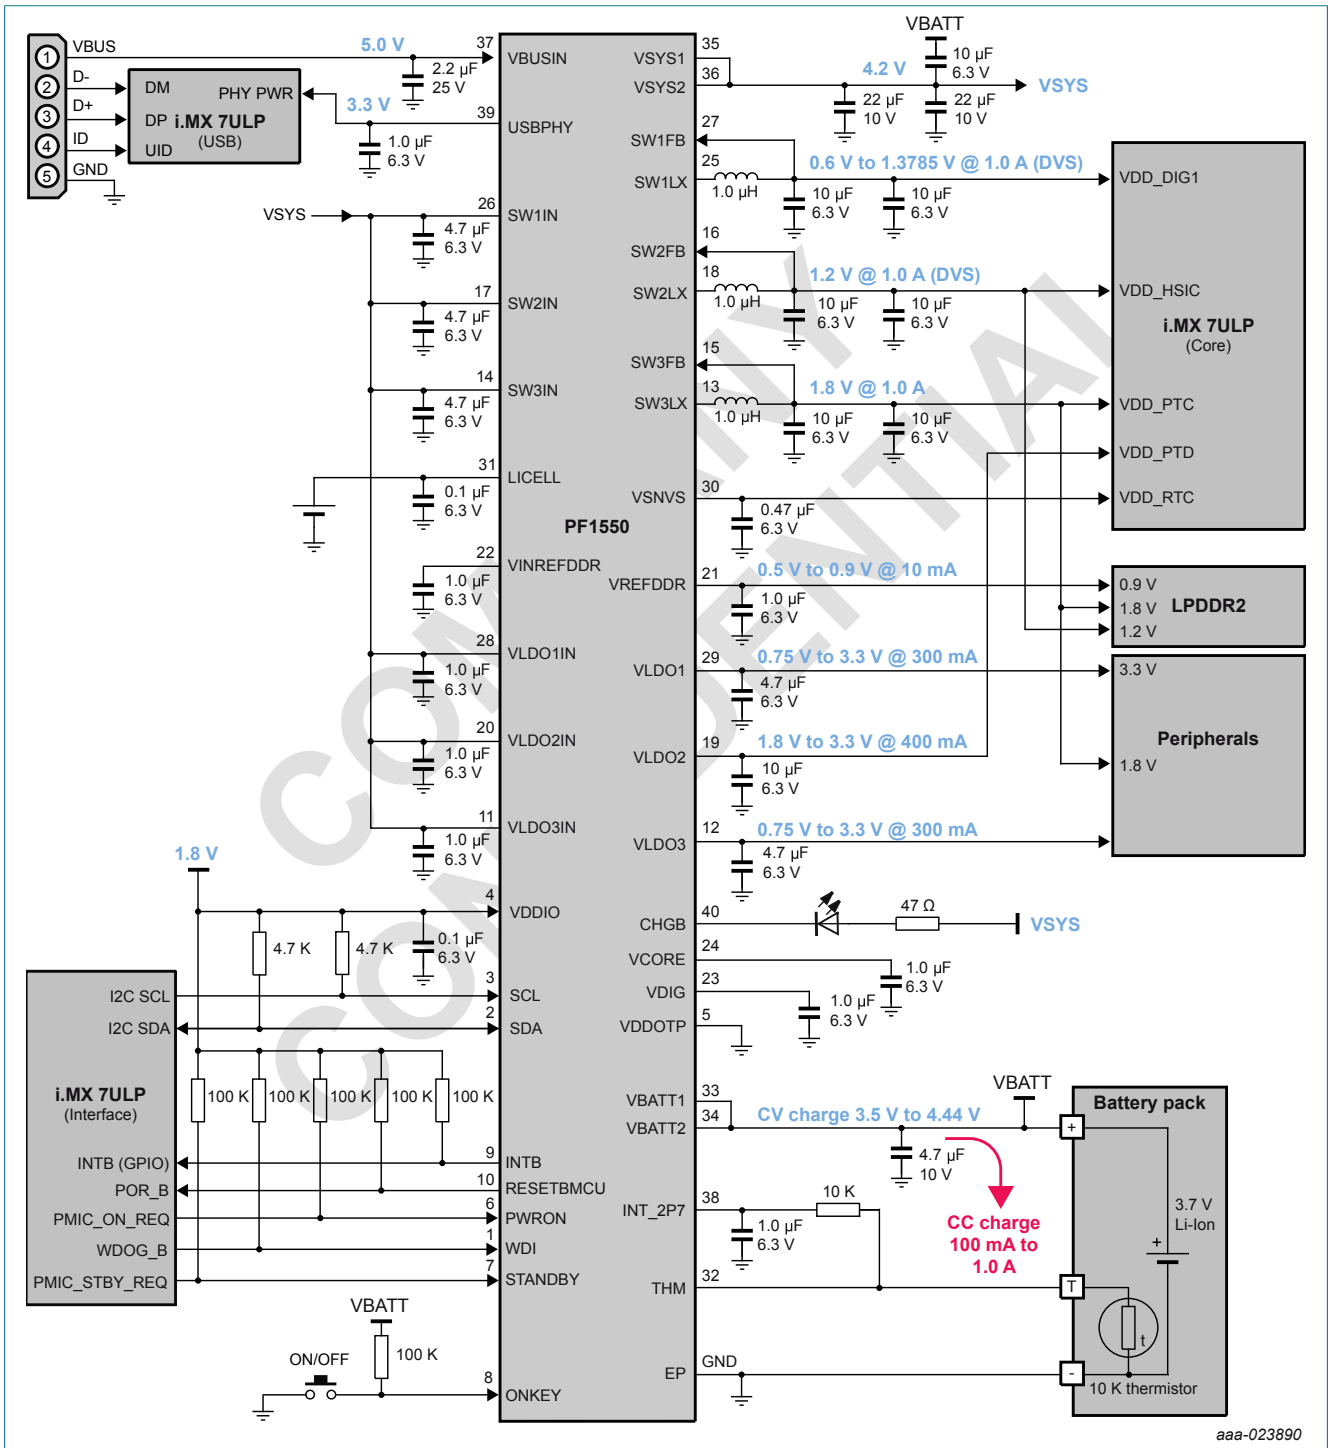 VBUS
5.0 V
37
VBUSIN
1
2.2 µF
25 V
D-
2
DM
PHY PWR
D+
3
DP
i.MX 7ULP
(USB)
3.3 V
39
USBPHY
ID
4
UID
1.0 µF
6.3 V
GND
5
VSYS
26
SW1IN
4.7 µF
6.3 V
17
SW2IN
4.7 µF
6.3 V
14
SW3IN
4.7 µF
6.3 V
31
LICELL
0.1 µF
6.3 V
22
VINREFDDR
1.0 µF
6.3 V
28
VLDO1IN
1.0 µF
6.3 V
20
VLDO2IN
1.0 µF
6.3 V
11
VLDO3IN
1.0 µF
6.3 V
1.8 V
4
VDDIO
4.7 K
4.7 K
0.1 µF
6.3 V
I2C SCL
3
SCL
I2C SDA
2
SDA
i.MX 7ULP
(Interface)
100 K
100 K
100 K
100 K
100 K
INTB (GPIO)
9
INTB
POR_B
10
RESETBMCU
PMIC_ON_REQ
6
PWRON
WDOG_B
1
WDI
PMIC_STBY_REQ
7
STANDBY
VBATT
100 K
ON/OFF
8
ONKEY
PF1550
COMPANY
CONFIDENTIAL
VBATT
35
VSYS1
10 µF
6.3 V
36
VSYS2
4.2 V
VSYS
22 µF
10 V
22 µF
10 V
27
SW1FB
25
SW1LX
1.0 µH
0.6 V to 1.3785 V @ 1.0 A (DVS)
10 µF
6.3 V
10 µF
6.3 V
VDD_DIG1
16
SW2FB
18
SW2LX
1.0 µH
1.2 V @ 1.0 A (DVS)
10 µF
6.3 V
10 µF
6.3 V
VDD_HSIC
i.MX 7ULP
(Core)
15
SW3FB
13
SW3LX
1.0 µH
1.8 V @ 1.0 A
10 µF
6.3 V
10 µF
6.3 V
VDD_PTC
VDD_PTD
30
VSNVS
0.47 µF
6.3 V
VDD_RTC
21
VREFDDR
0.5 V to 0.9 V @ 10 mA
1.0 µF
6.3 V
0.9 V
1.8 V
1.2 V
LPDDR2
29
VLDO1
0.75 V to 3.3 V @ 300 mA
4.7 µF
6.3 V
3.3 V
Peripherals
1.8 V
19
VLDO2
1.8 V to 3.3 V @ 400 mA
10 µF
6.3 V
12
VLDO3
0.75 V to 3.3 V @ 300 mA
4.7 µF
6.3 V
40
CHGB
47 Ω
VSYS
24
VCORE
1.0 µF
6.3 V
23
VDIG
1.0 µF
6.3 V
5
VDDOTP
33
VBATT1
34
VBATT2
CV charge 3.5 V to 4.44 V
VBATT
4.7 µF
10 V
CC charge
100 mA to
1.0 A
Battery pack
+
3.7 V
Li-Ion
+
38
INT_2P7
1.0 µF
6.3 V
10 K
32
THM
T
t
EP
GND
-
10 K thermistor
aaa-023890